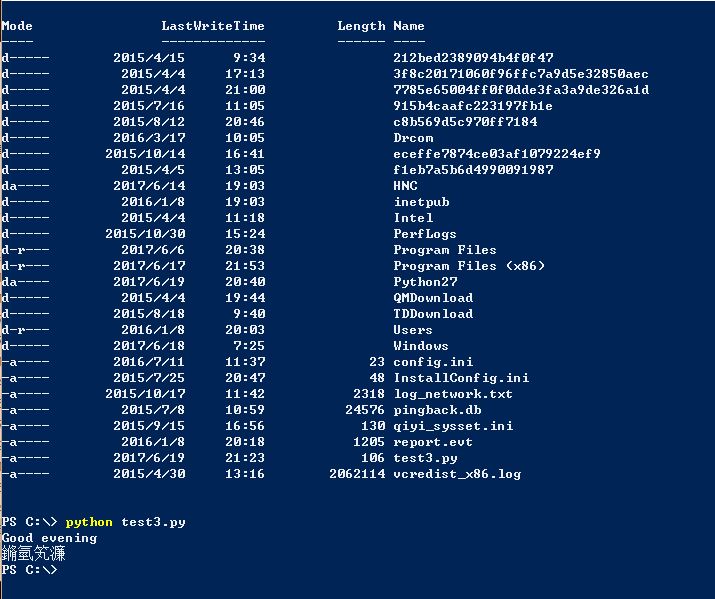 Mode LastWriteTime Length Name
---- ------------- ------ ----
d----- 2015/4/15 9:34 212bed2389094b4f0f47
d----- 2015/4/4 17:13 3f8c20171060f96ffc7a9d5e32850aec
d----- 2015/4/4 21:00 7785e65004ff0f0dde3fa3a9de326a1d
d----- 2015/7/16 11:05 915b4caafc223197fb1e
d----- 2015/8/12 20:46 c8b569d5c970ff7184
d----- 2016/3/17 10:05 Drcom
d----- 2015/10/14 16:41 eceffe7874ce03af1079224ef9
d----- 2015/4/5 13:05 f1eb7a5b6d4990091987
da---- 2017/6/14 19:03 HNC
d----- 2016/1/8 19:03 inetpub
d----- 2015/4/4 11:18 Intel
d----- 2015/10/30 15:24 PerfLogs
d-r--- 2017/6/6 20:38 Program Files
d-r--- 2017/6/17 21:53 Program Files (x86)
da---- 2017/6/19 20:40 Python27
d----- 2015/4/4 19:44 QMDownload
d----- 2015/8/18 9:40 TDDownload
d-r--- 2016/1/8 20:03 Users
d----- 2017/6/18 7:25 Windows
-a---- 2016/7/11 11:37 23 config.ini
-a---- 2015/7/25 20:47 48 InstallConfig.ini
-a---- 2015/10/17 11:42 2318 log_network.txt
-a---- 2015/7/8 10:59 24576 pingback.db
-a---- 2015/9/15 16:56 130 qiyi_sysset.ini
-a---- 2016/1/8 20:18 1205 report.evt
-a---- 2017/6/19 21:23 106 test3.py
-a---- 2015/4/30 13:16 2062114 vcredist_x86.log
PS C:\> python test3.py
Good evening
鏅氫笂濂
PS C:\>